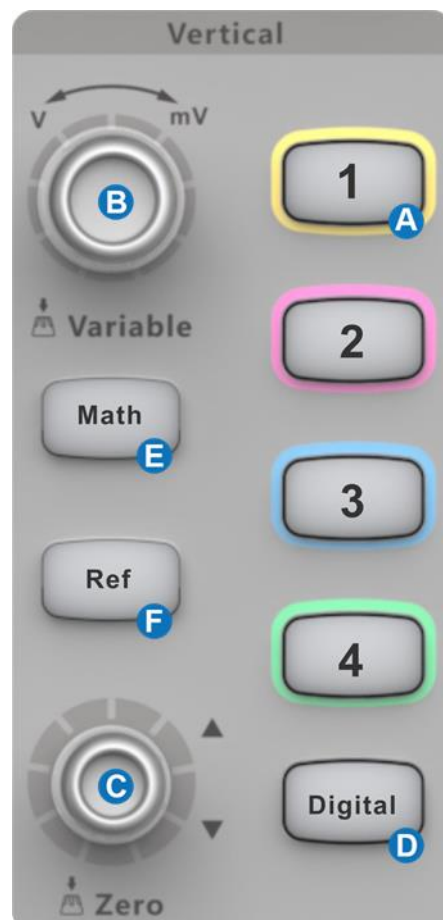 Vertical
V mV
B
Variable
1
A
2
Math
E
3
Ref
F
4
C
Zero
Digital
D